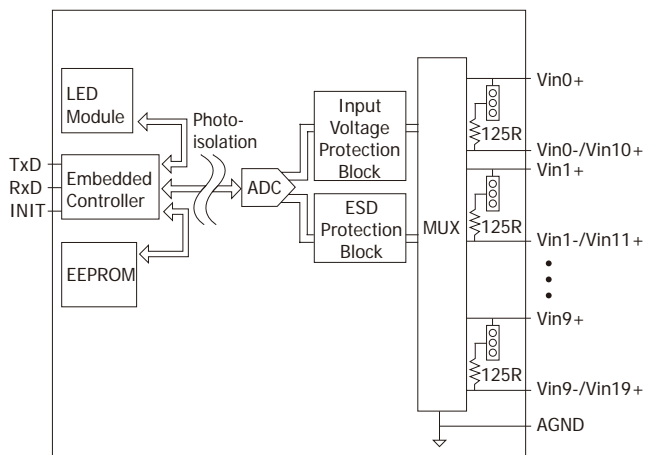 LED
Module
Photo-
isolation
TxD
RxD
INIT
Embedded
Controller
EEPROM
ADC
Input
Voltage
Protection
Block
ESD
Protection
Block
MUX
Vin0+
125R
Vin0-/Vin10+
Vin1+
125R
Vin1-/Vin11+
Vin9+
125R
Vin9-/Vin19+
AGND